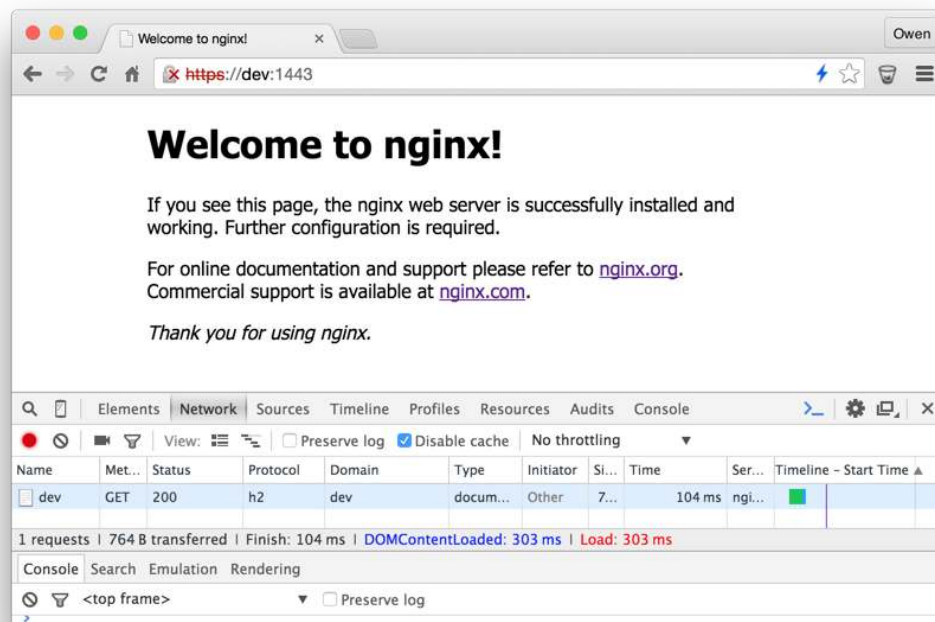 Welcome to nginx!
Owen
https://dev:1443
Welcome to nginx!
If you see this page, the nginx web server is successfully installed and
working. Further configuration is required.
For online documentation and support please refer to nginx.org.
Commercial support is available at nginx.com.
Thank you for using nginx.
Elements Network Sources Timeline Profiles Resources Audits Console
View: Preserve log Disable cache No throttling
Name Met... Status Protocol Domain Type Initiator Si... Time Ser... Timeline – Start Time
dev GET 200 h2 dev docum... Other 7... 104 ms ngi...
1 requests | 764 B transferred | Finish: 104 ms | DOMContentLoaded: 303 ms | Load: 303 ms
Console Search Emulation Rendering
<top frame> Preserve log